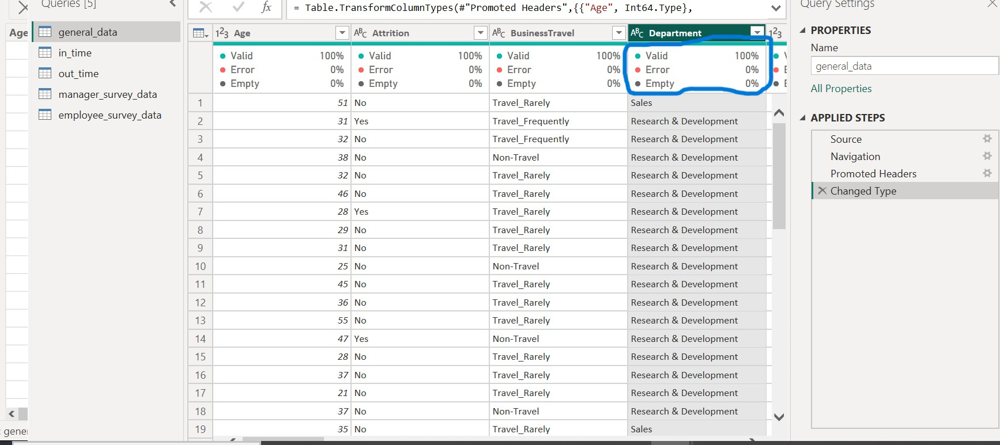 Queries [5]
general_data
in_time
out_time
manager_survey_data
employee_survey_data
Age
gener
fx = Table.TransformColumnTypes(#"Promoted Headers",{{"Age", Int64.Type},
1²3 Age ABC Attrition ABC BusinessTravel ABC Department 1²3
Valid 100% Valid 100% Valid 100% Valid 100%
Error 0% Error 0% Error 0% Error 0%
Empty 0% Empty 0% Empty 0% Empty 0%
1 51 No Travel_Rarely Sales
2 31 Yes Travel_Frequently Research & Development
3 32 No Travel_Frequently Research & Development
4 38 No Non-Travel Research & Development
5 32 No Travel_Rarely Research & Development
6 46 No Travel_Rarely Research & Development
7 28 Yes Travel_Rarely Research & Development
8 29 No Travel_Rarely Research & Development
9 31 No Travel_Rarely Research & Development
10 25 No Non-Travel Research & Development
11 45 No Travel_Rarely Research & Development
12 36 No Travel_Rarely Research & Development
13 55 No Travel_Rarely Research & Development
14 47 Yes Non-Travel Research & Development
15 28 No Travel_Rarely Research & Development
16 37 No Travel_Rarely Research & Development
17 21 No Travel_Rarely Research & Development
18 37 No Non-Travel Research & Development
19 35 No Travel_Rarely Sales
Query Settings
PROPERTIES
Name
general_data
All Properties
APPLIED STEPS
Source
Navigation
Promoted Headers
Changed Type